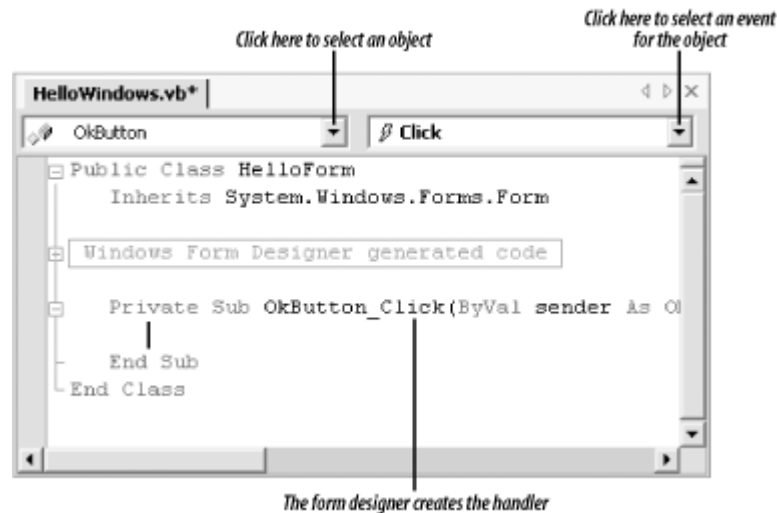 Click here to select an object
Click here to select an event
for the object
HelloWindows.vb*
OkButton
Click
Public Class HelloForm
Inherits System.Windows.Forms.Form
Windows Form Designer generated code
Private Sub OkButton_Click(ByVal sender As Ob
End Sub
End Class
The form designer creates the handler